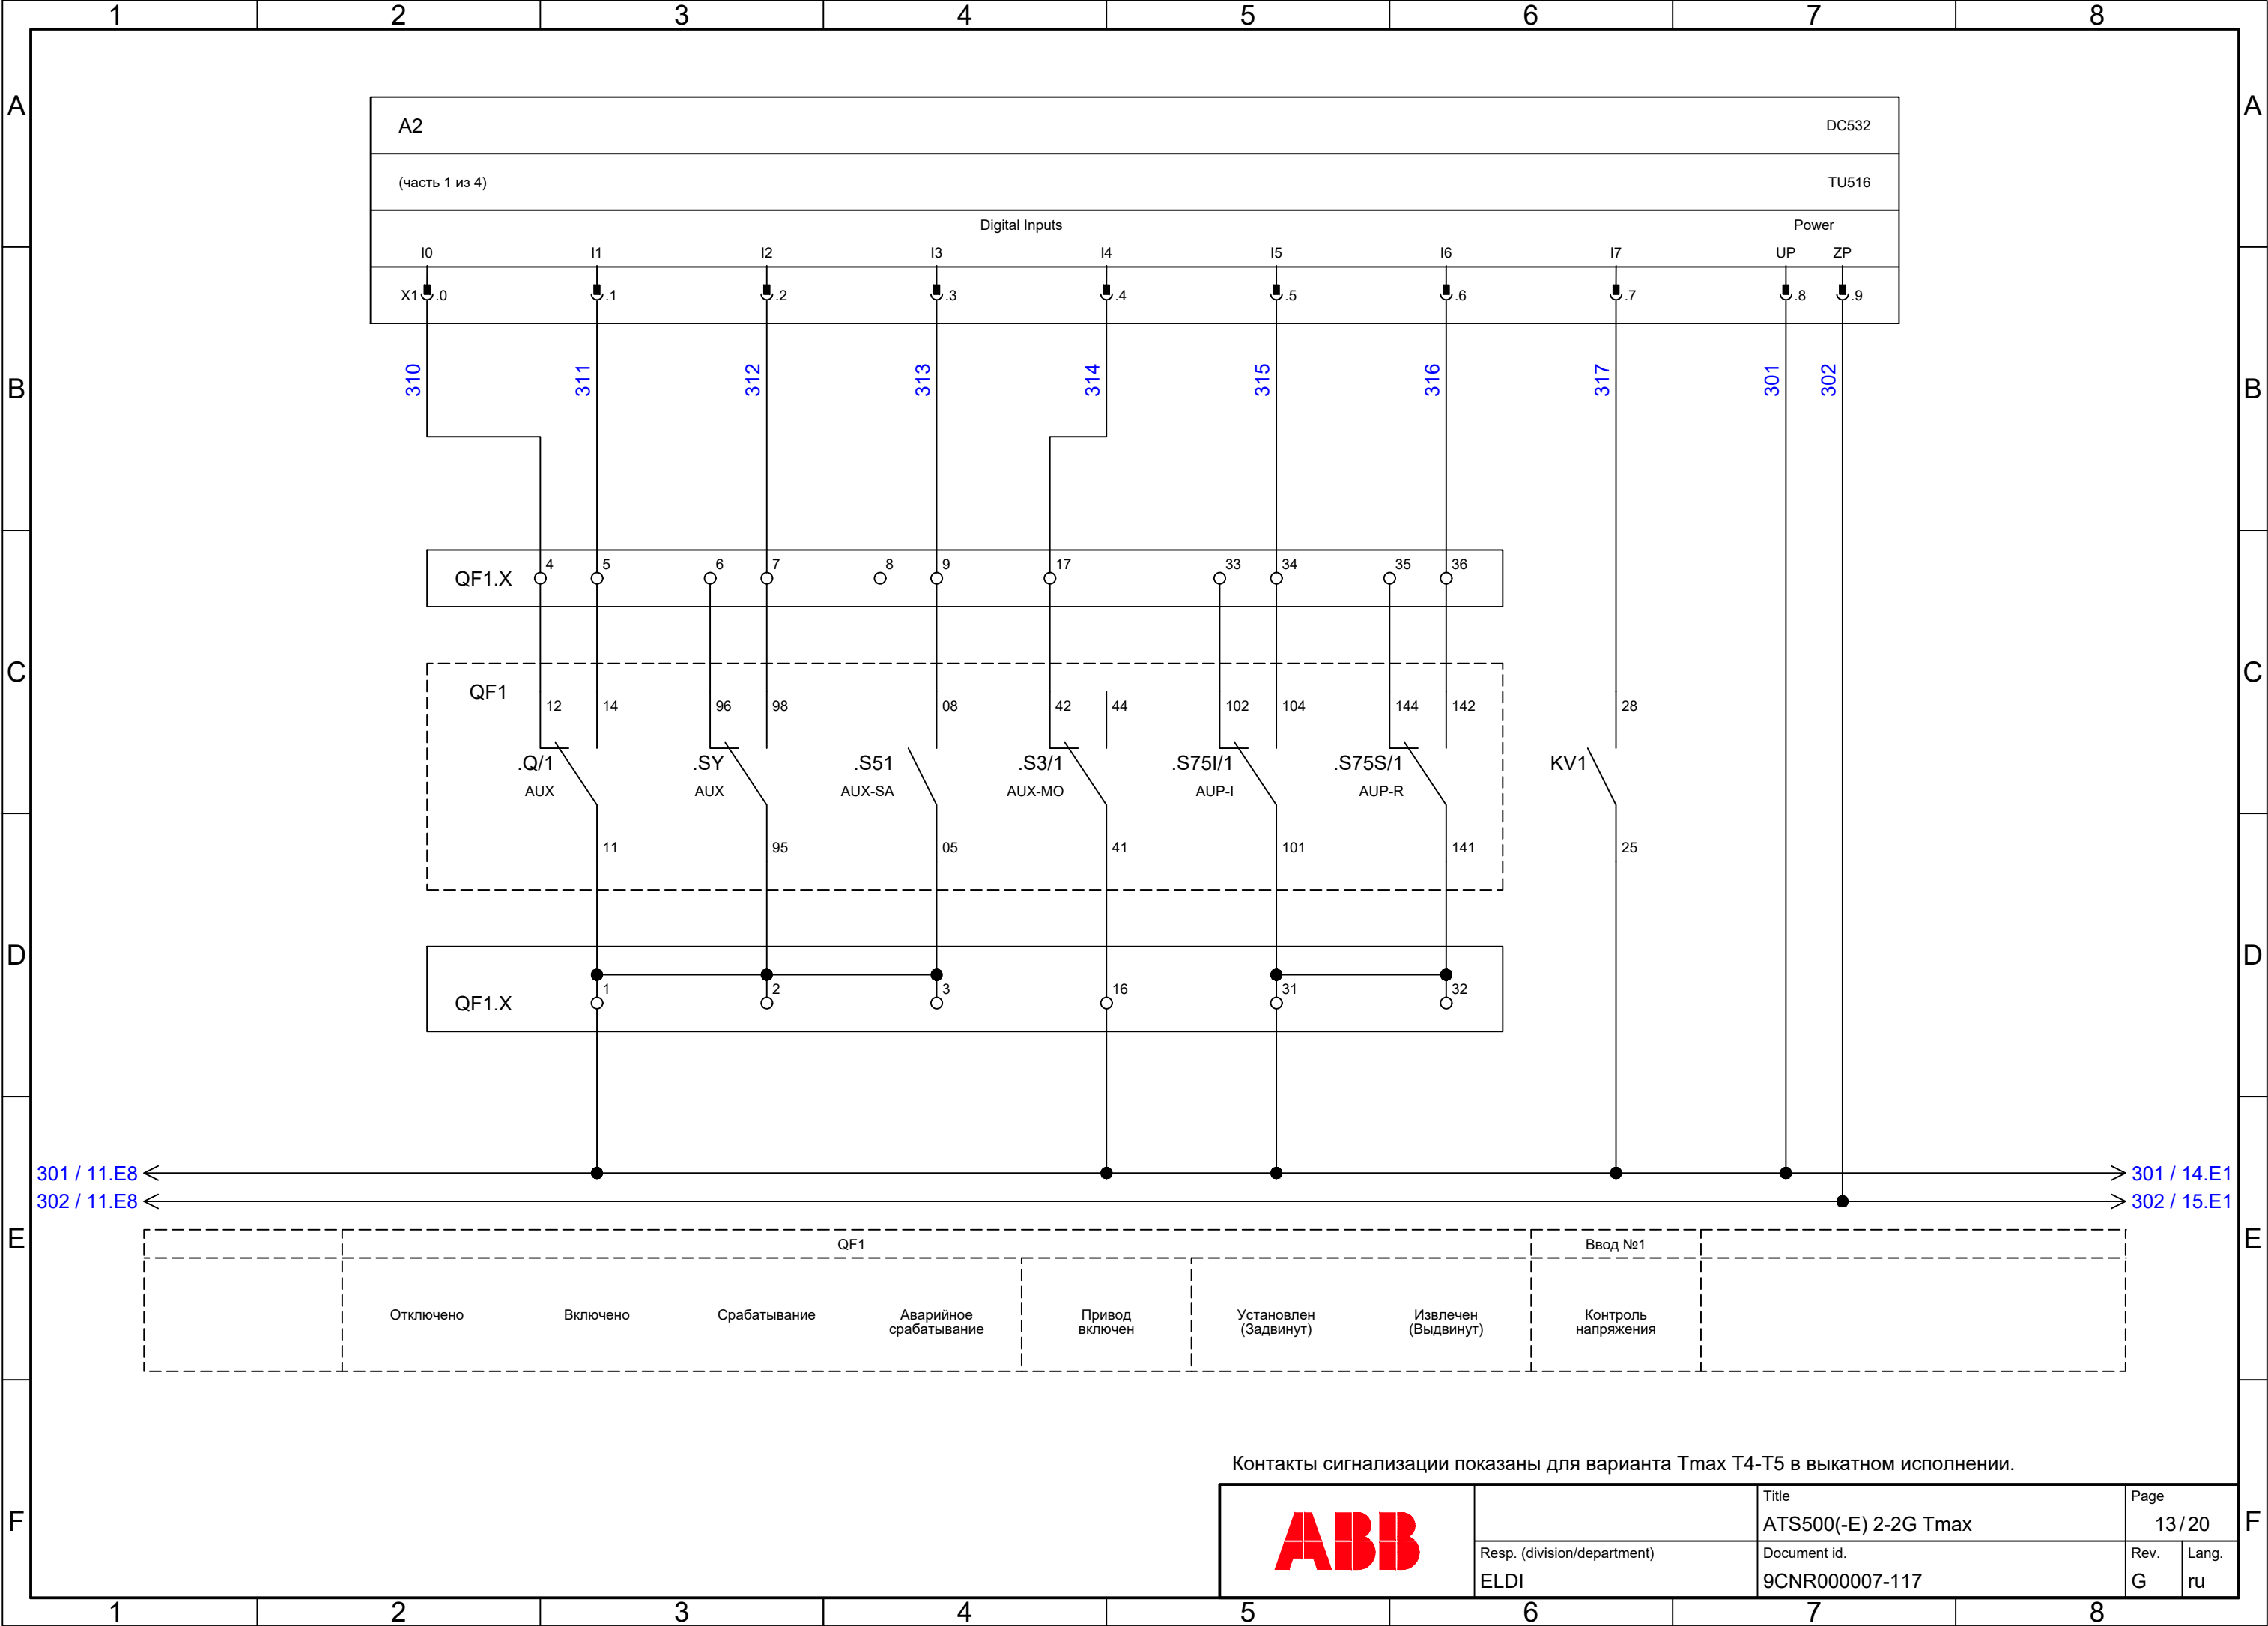 1 2 3 4 5 6 7 8
A A
A2 DC532
(часть 1 из 4) TU516
Digital Inputs Power
I0 I1 I2 I3 I4 I5 I6 I7 UP ZP
X1 .0 .1 .2 .3 .4 .5 .6 .7 .8 .9
310 311 312 313 314 315 316 317 301 302
B B
QF1.X 4 5 6 7 8 9 17 33 34 35 36
C C
QF1
12 14 96 98 08 42 44 102 104 144 142 28
.Q/1 .SY .S51 .S3/1 .S75I/1 .S75S/1 KV1
AUX AUX AUX-SA AUX-MO AUP-I AUP-R
11 95 05 41 101 141 25
D D
QF1.X 1 2 3 16 31 32
301 / 11.E8 301 / 14.E1
302 / 11.E8 302 / 15.E1
E E
QF1 Ввод №1
Отключено Включено Срабатывание Аварийное срабатывание Привод включен Установлен (Задвинут) Извлечен (Выдвинут) Контроль напряжения
Контакты сигнализации показаны для варианта Tmax T4-T5 в выкатном исполнении.
F F
ABB
Title
ATS500(-E) 2-2G Tmax
Page
13/20
Resp. (division/department)
ELDI
Document id.
9CNR000007-117
Rev.
G
Lang.
ru
1 2 3 4 5 6 7 8